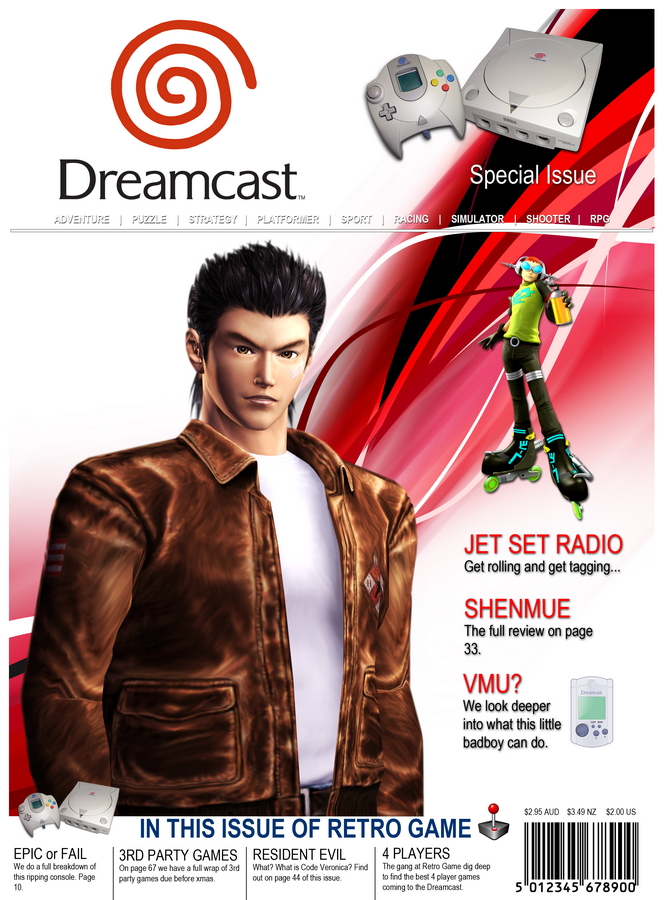 Dreamcast™
Special Issue
ADVENTURE | PUZZLE | STRATEGY | PLATFORMER | SPORT | RACING | SIMULATOR | SHOOTER | RPG
JET SET RADIO
Get rolling and get tagging...
SHENMUE
The full review on page
33.
VMU?
We look deeper
into what this little
badboy can do.
Dreamcast
$2.95 AUD $3.49 NZ $2.00 US
IN THIS ISSUE OF RETRO GAME
EPIC or FAIL
We do a full breakdown of
this ripping console. Page
10.
3RD PARTY GAMES
On page 67 we have a full wrap of 3rd
party games due before xmas.
RESIDENT EVIL
What? What is Code Veronica? Find
out on page 44 of this issue.
4 PLAYERS
The gang at Retro Game dig deep
to find the best 4 player games
coming to the Dreamcast.
5 012345 678900